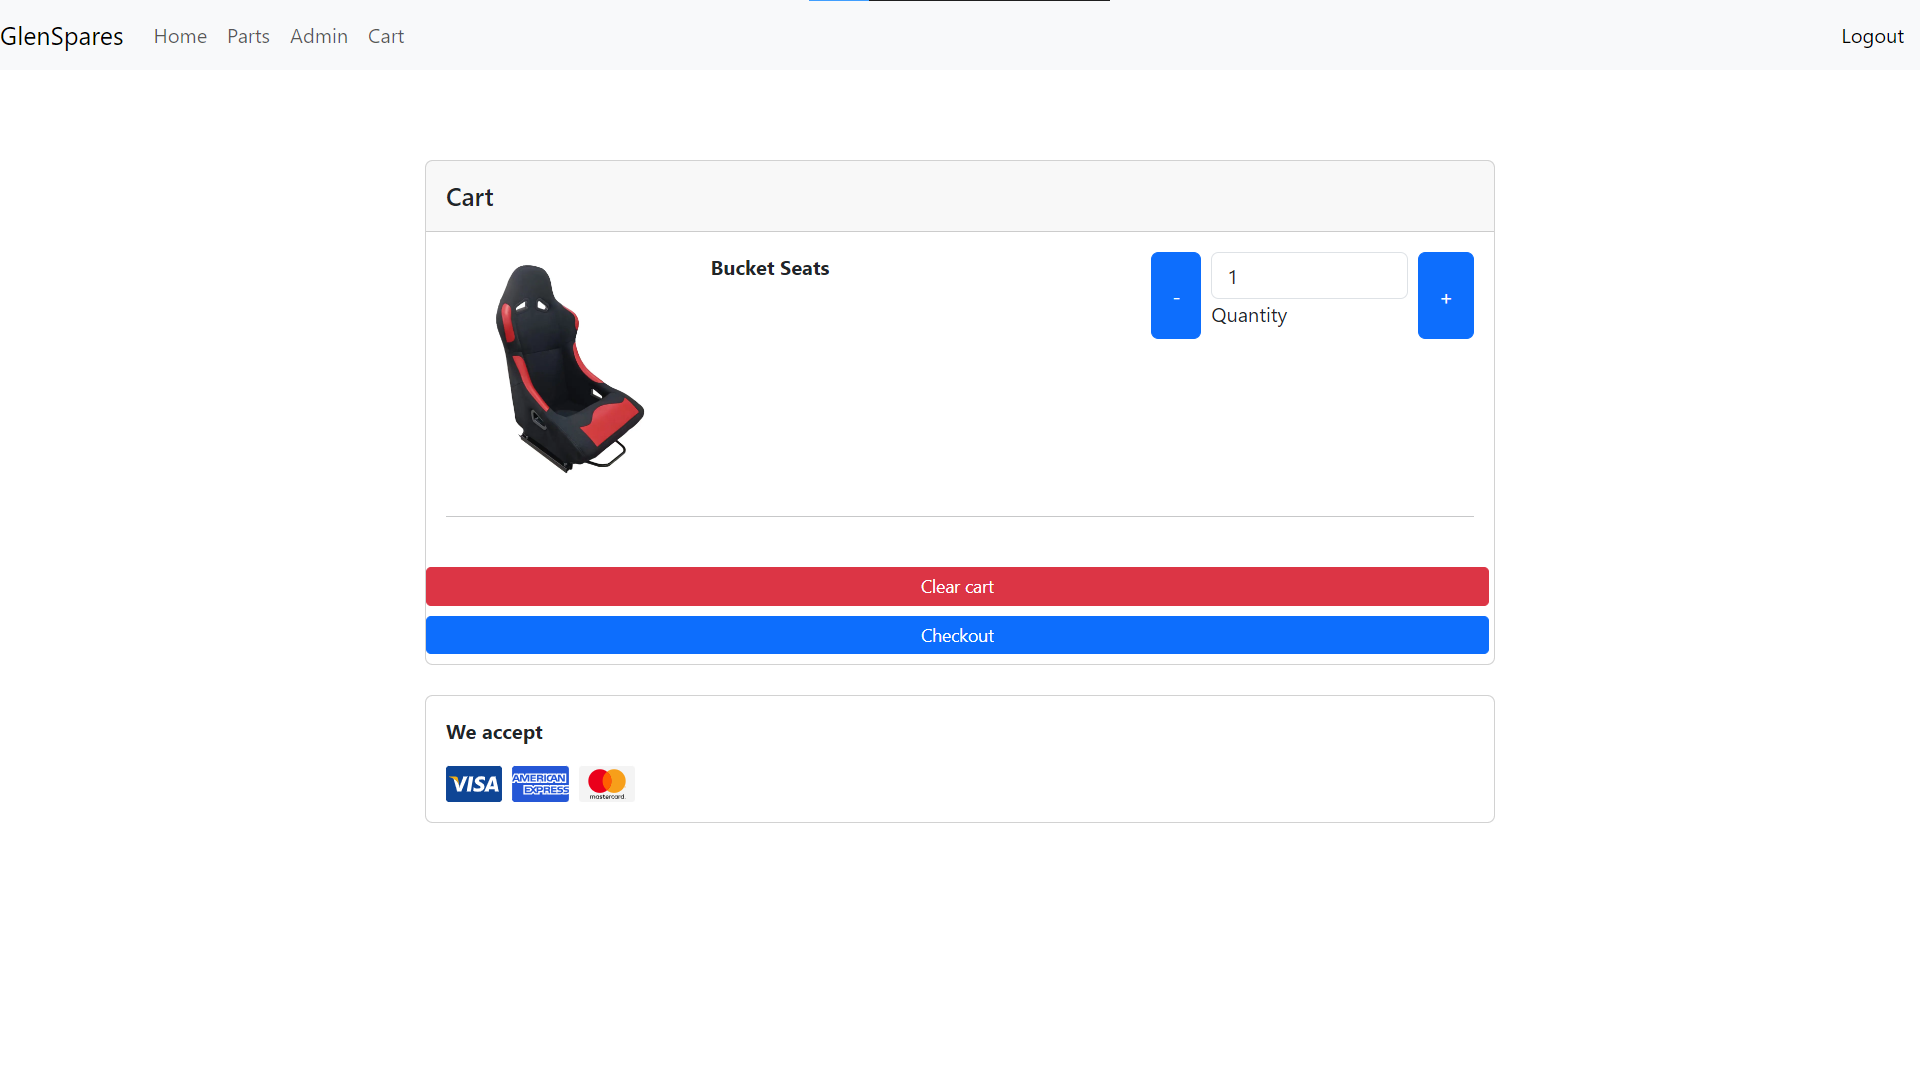 GlenSpares Home Parts Admin Cart Logout
Cart
Bucket Seats
- 1 +
Quantity
Clear cart
Checkout
We accept
VISA AMERICAN EXPRESS mastercard